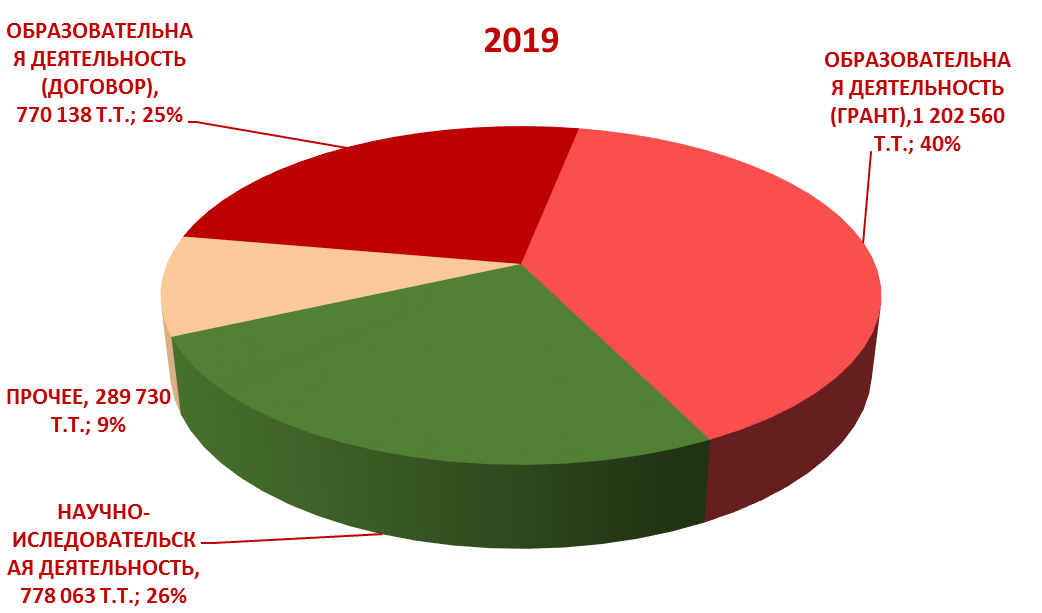 2019
ОБРАЗОВАТЕЛЬНА
Я ДЕЯТЕЛЬНОСТЬ
(ДОГОВОР),
770 138 Т.Т.; 25%
ОБРАЗОВАТЕЛЬНА
Я ДЕЯТЕЛЬНОСТЬ
(ГРАНТ),1 202 560
Т.Т.; 40%
ПРОЧЕЕ, 289 730
Т.Т.; 9%
НАУЧНО-
ИСЛЕДОВАТЕЛЬСК
АЯ ДЕЯТЕЛЬНОСТЬ,
778 063 Т.Т.; 26%